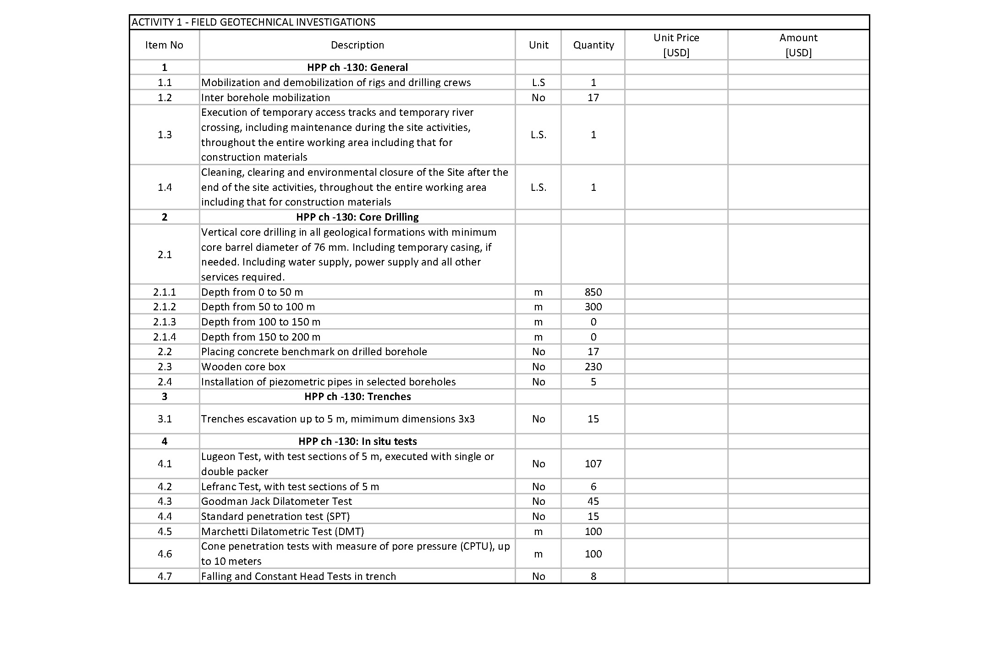 ACTIVITY 1 - FIELD GEOTECHNICAL INVESTIGATIONS
Item No Description Unit Quantity Unit Price [USD] Amount [USD]
1 HPP ch -130: General
1.1 Mobilization and demobilization of rigs and drilling crews L.S 1
1.2 Inter borehole mobilization No 17
1.3 Execution of temporary access tracks and temporary river
crossing, including maintenance during the site activities,
throughout the entire working area including that for
construction materials L.S. 1
1.4 Cleaning, clearing and environmental closure of the Site after the
end of the site activities, throughout the entire working area
including that for construction materials L.S. 1
2 HPP ch -130: Core Drilling
2.1 Vertical core drilling in all geological formations with minimum
core barrel diameter of 76 mm. Including temporary casing, if
needed. Including water supply, power supply and all other
services required.
2.1.1 Depth from 0 to 50 m m 850
2.1.2 Depth from 50 to 100 m m 300
2.1.3 Depth from 100 to 150 m m 0
2.1.4 Depth from 150 to 200 m m 0
2.2 Placing concrete benchmark on drilled borehole No 17
2.3 Wooden core box No 230
2.4 Installation of piezometric pipes in selected boreholes No 5
3 HPP ch -130: Trenches
3.1 Trenches escavation up to 5 m, mimimum dimensions 3x3 No 15
4 HPP ch -130: In situ tests
4.1 Lugeon Test, with test sections of 5 m, executed with single or
double packer No 107
4.2 Lefranc Test, with test sections of 5 m No 6
4.3 Goodman Jack Dilatometer Test No 45
4.4 Standard penetration test (SPT) No 15
4.5 Marchetti Dilatometric Test (DMT) m 100
4.6 Cone penetration tests with measure of pore pressure (CPTU), up
to 10 meters m 100
4.7 Falling and Constant Head Tests in trench No 8